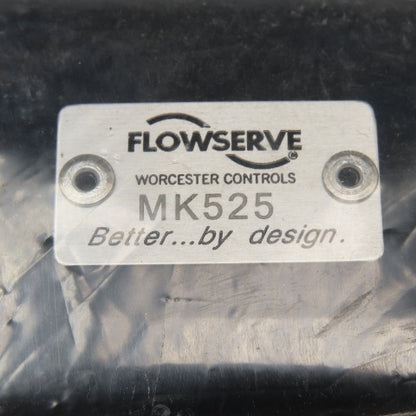 FLOWSERVE
WORCESTER CONTROLS
MK525
Better...by design.